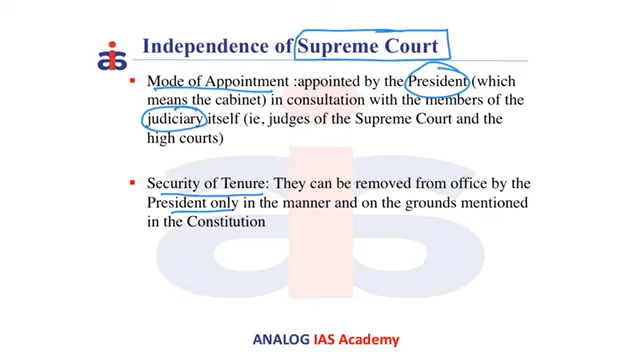 Independence of Supreme Court
Mode of Appointment :appointed by the President (which
means the cabinet) in consultation with the members of the
judiciary itself (ie, judges of the Supreme Court and the
high courts)
Security of Tenure: They can be removed from office by the
President only in the manner and on the grounds mentioned
in the Constitution
ANALOG IAS Academy